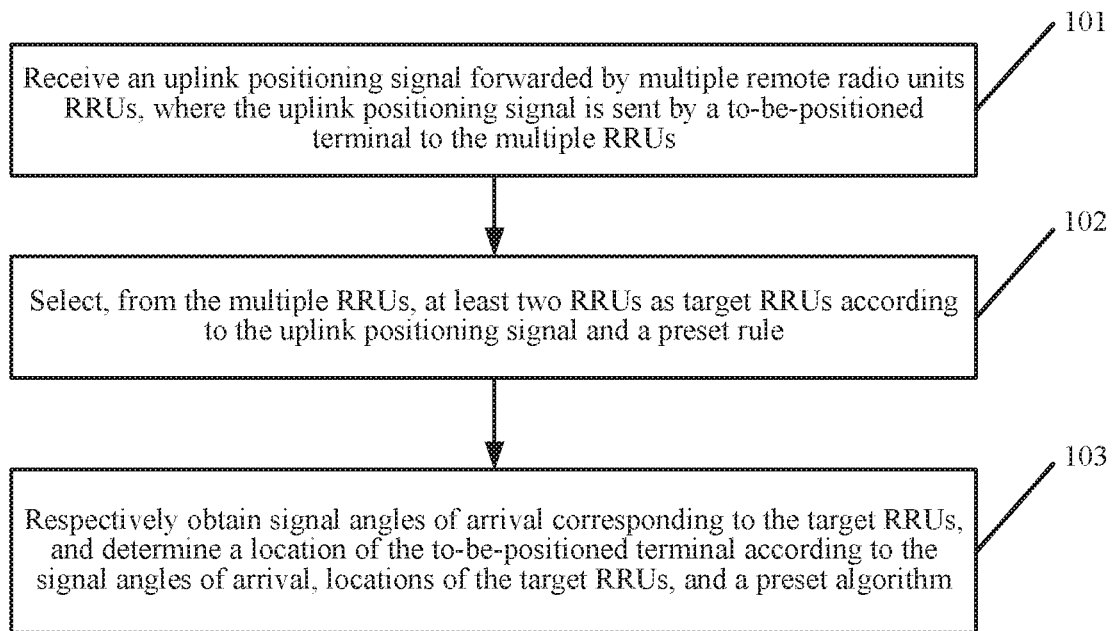 101
Receive an uplink positioning signal forwarded by multiple remote radio units
RRUs, where the uplink positioning signal is sent by a to-be-positioned
terminal to the multiple RRUs
102
Select, from the multiple RRUs, at least two RRUs as target RRUs according
to the uplink positioning signal and a preset rule
103
Respectively obtain signal angles of arrival corresponding to the target RRUs,
and determine a location of the to-be-positioned terminal according to the
signal angles of arrival, locations of the target RRUs, and a preset algorithm